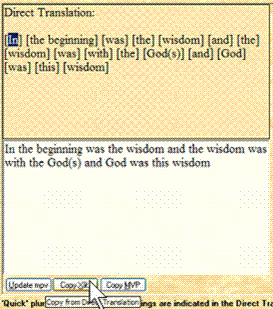 Direct Translation:
[In] [the beginning] [was] [the] [wisdom] [and] [the]
[wisdom] [was] [with] [the] [God(s)] [and] [God]
[was] [this] [wisdom]
In the beginning was the wisdom and the wisdom was
with the God(s) and God was this wisdom
Update mpv Copy Copy MVP
Copy from Direct Translation
'Quick' ings are indicated in the Direct Tra